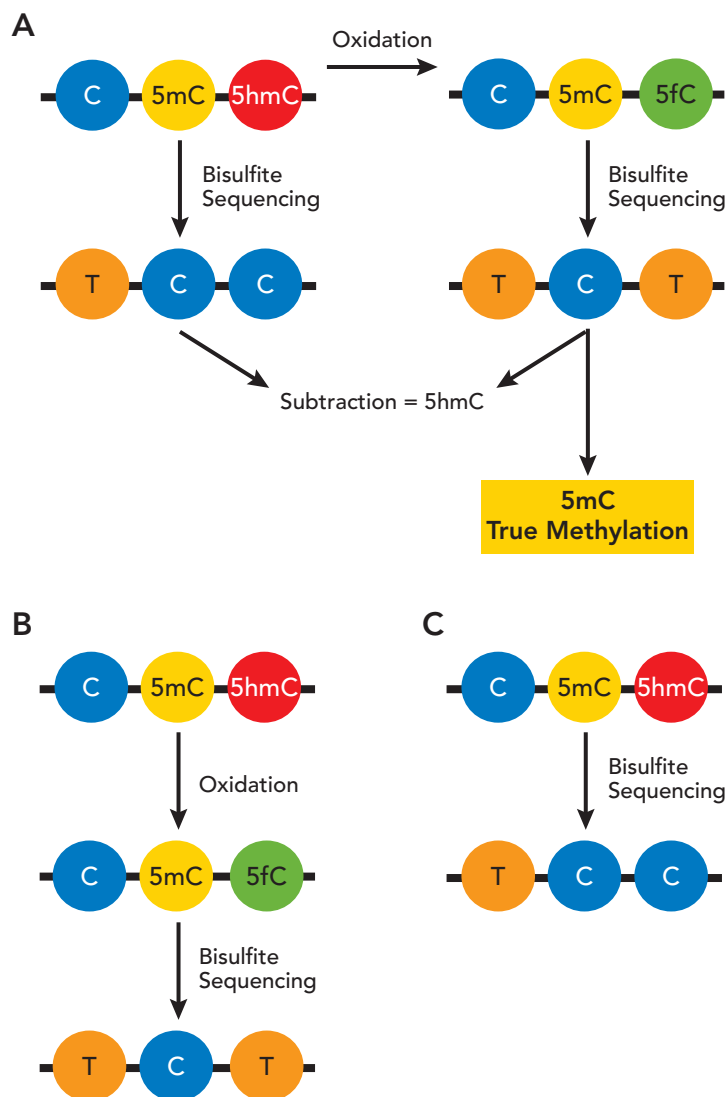 A
Oxidation
C 5mC 5hmC
C 5mC 5fC
Bisulfite
Sequencing
Bisulfite
Sequencing
T C C
T C T
Subtraction = 5hmC
5mC
True Methylation
B
C 5mC 5hmC
Oxidation
C 5mC 5fC
Bisulfite
Sequencing
T C T
C
C 5mC 5hmC
Bisulfite
Sequencing
T C C